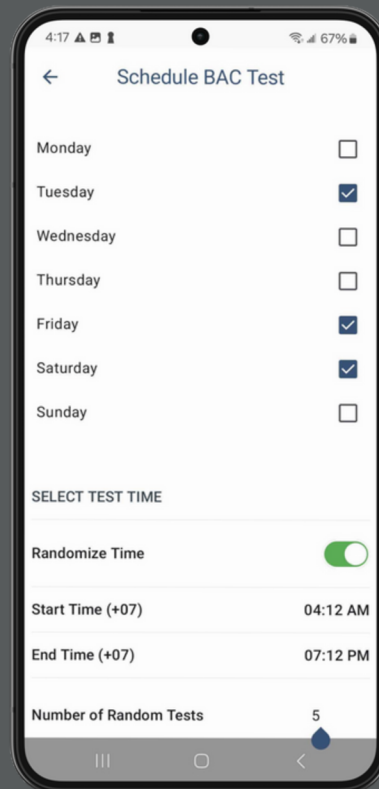 4:17 67%
Schedule BAC Test
Monday
Tuesday
Wednesday
Thursday
Friday
Saturday
Sunday
SELECT TEST TIME
Randomize Time
Start Time (+07) 04:12 AM
End Time (+07) 07:12 PM
Number of Random Tests 5